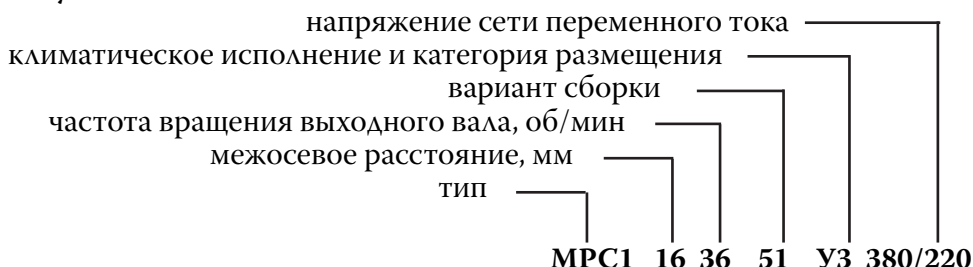 напряжение сети переменного тока
климатическое исполнение и категория размещения
вариант сборки
частота вращения выходного вала, об/мин
межосевое расстояние, мм
тип
МРС1 16 36 51 У3 380/220